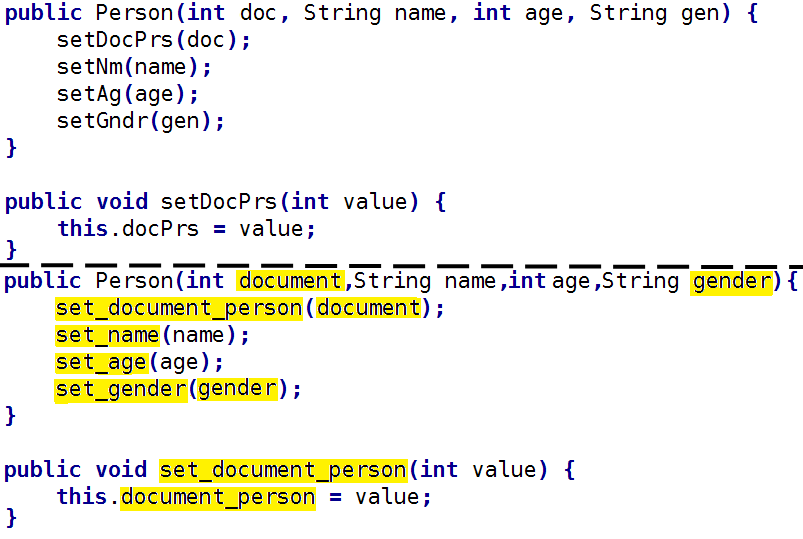 public Person(int doc, String name, int age, String gen) {
    setDocPrs(doc);
    setNm(name);
    setAg(age);
    setGndr(gen);
}
public void setDocPrs(int value) {
    this.docPrs = value;
}
public Person(int document,String name,int age,String gender){
    set_document_person(document);
    set_name(name);
    set_age(age);
    set_gender(gender);
}
public void set_document_person(int value) {
    this.document_person = value;
}